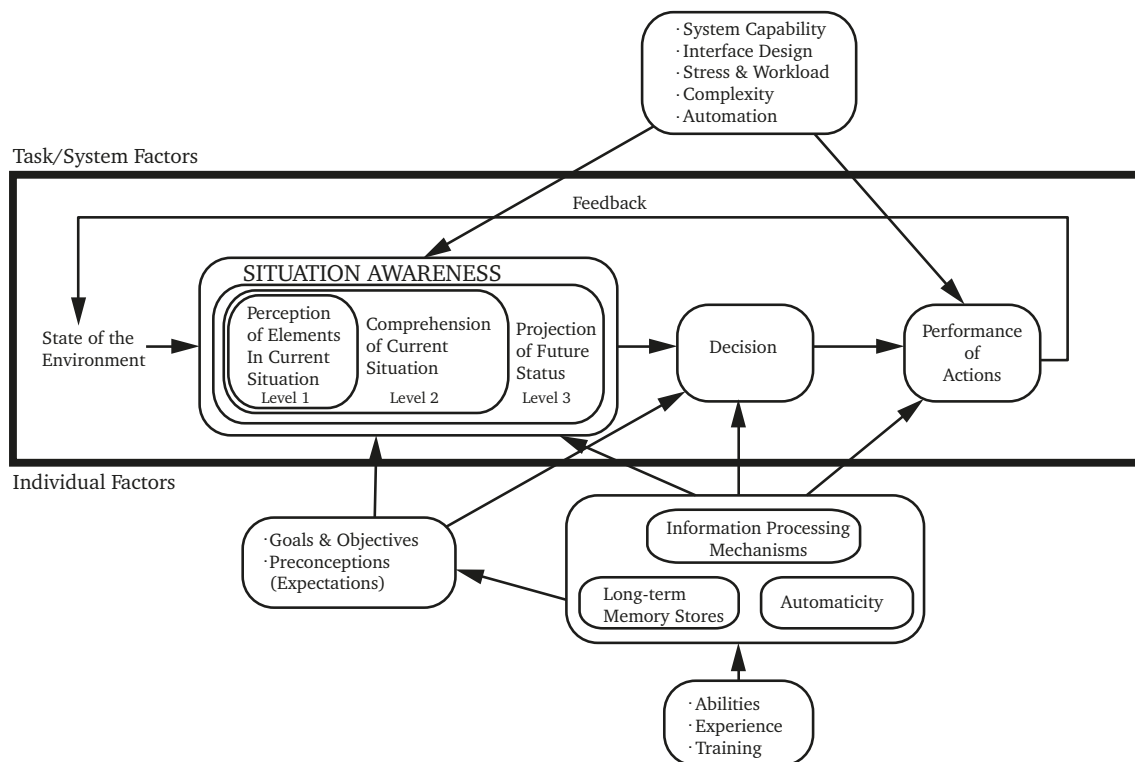 · System Capability
· Interface Design
· Stress & Workload
· Complexity
· Automation
Task/System Factors
Feedback
SITUATION AWARENESS
State of the
Environment
Perception
of Elements
In Current
Situation
Level 1
Comprehension
of Current
Situation
Level 2
Projection
of Future
Status
Level 3
Decision
Performance
of
Actions
Individual Factors
· Goals & Objectives
· Preconceptions
(Expectations)
Information Processing
Mechanisms
Long-term
Memory Stores
Automaticity
· Abilities
· Experience
· Training